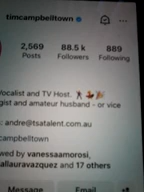 timcampbelltown
2,569 88.5 k 889
Posts Followers Following
Vocalist and TV Host.
gist and amateur husband - or vice
: andre@tsatalent.com.au
campbelltown
wed by vanessaamorosi,
allauravazquez and 17 others
Message Email